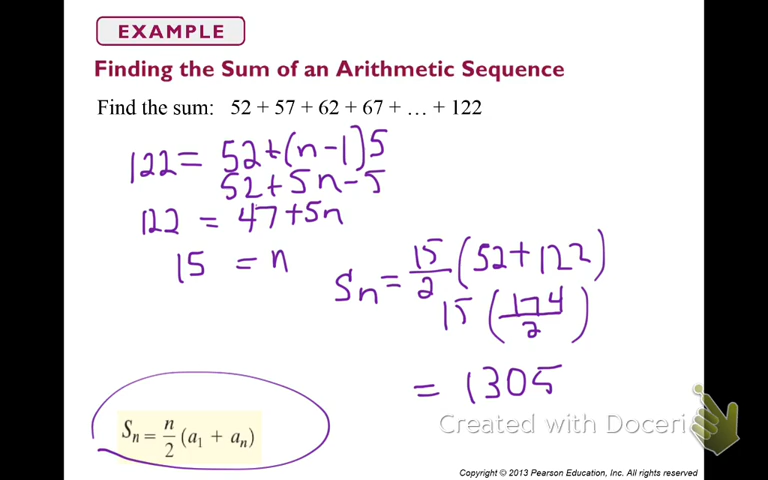 EXAMPLE
Finding the Sum of an Arithmetic Sequence
Find the sum: 52 + 57 + 62 + 67 + … + 122
122 = 52+(n-1)5
52+5n-5
122 = 47+5n
15 = n
Sn = 15/2 (52+122)
15 (174/2)
= 1305
Created with Doceri
Sn = n/2 (a1 + an)
Copyright © 2013 Pearson Education, Inc. All rights reserved